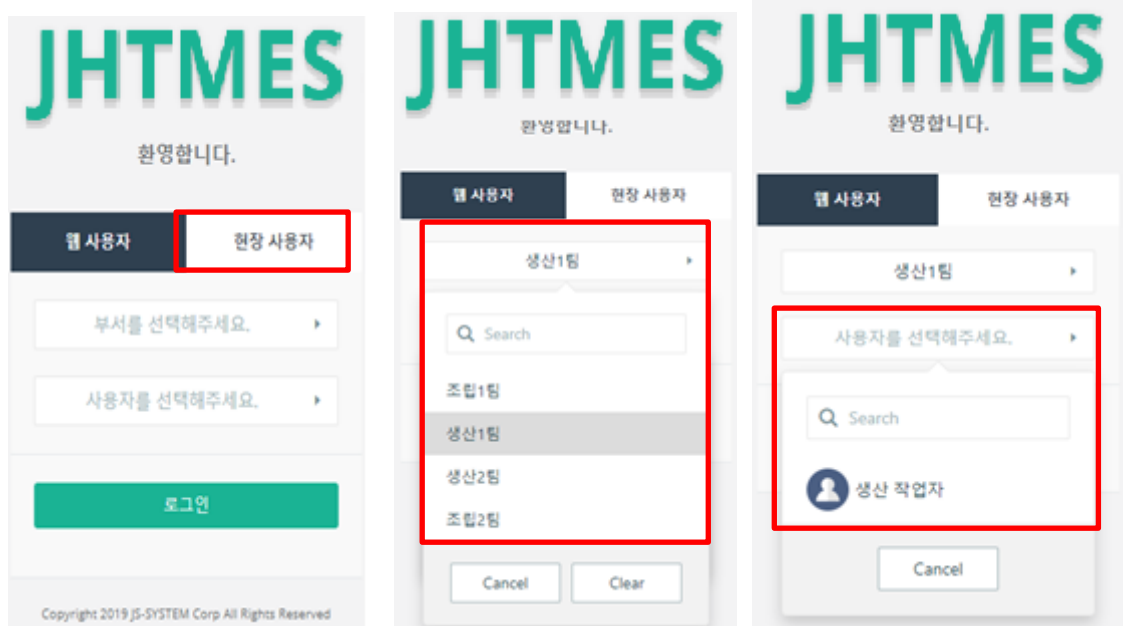 JHTMES
환영합니다.
웹 사용자
현장 사용자
부서를 선택해주세요.
사용자를 선택해주세요.
로그인
Copyright 2019 JS-SYSTEM Corp All Rights Reserved
JHTMES
환영합니다.
웹 사용자
현장 사용자
생산1팀
Search
조립1팀
생산1팀
생산2팀
조립2팀
Cancel
Clear
JHTMES
환영합니다.
웹 사용자
현장 사용자
생산1팀
사용자를 선택해주세요.
Search
생산 작업자
Cancel